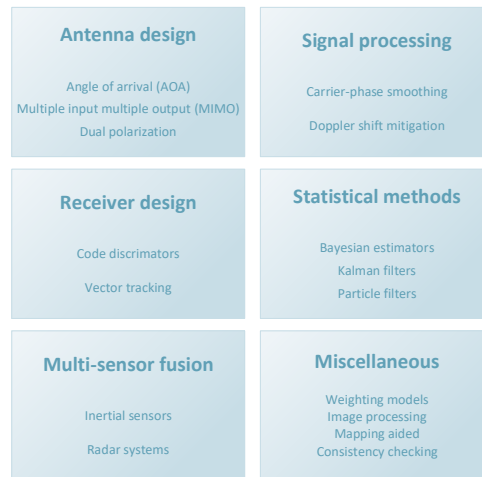 Antenna design
Angle of arrival (AOA)
Multiple input multiple output (MIMO)
Dual polarization
Signal processing
Carrier-phase smoothing
Doppler shift mitigation
Receiver design
Code discrimators
Vector tracking
Statistical methods
Bayesian estimators
Kalman filters
Particle filters
Multi-sensor fusion
Inertial sensors
Radar systems
Miscellaneous
Weighting models
Image processing
Mapping aided
Consistency checking